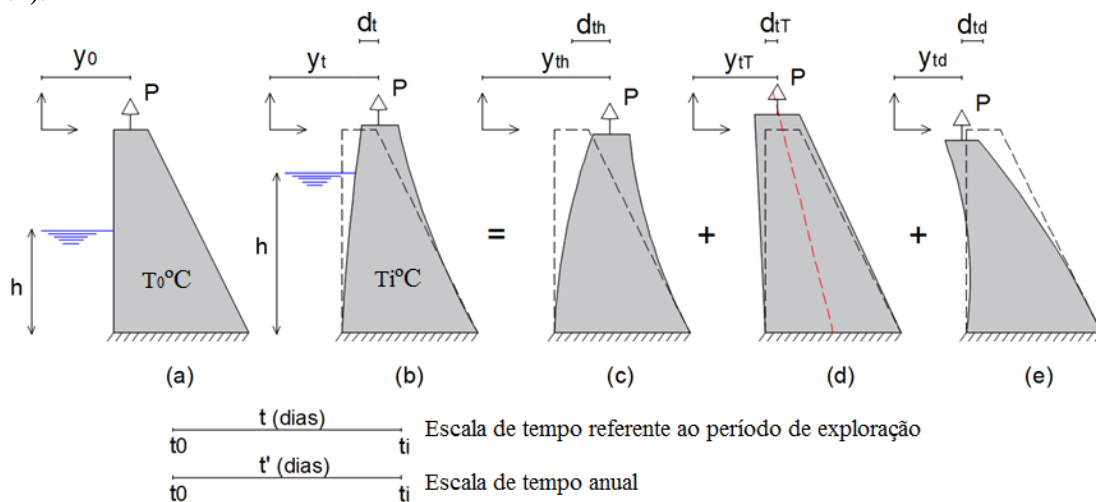 y0
P
h
T0ºC
(a)
dt
yt
P
h
TiºC
(b)
=
dth
yth
P
(c)
+
dtT
ytT
P
(d)
+
dtd
ytd
P
(e)
t (dias)
t0 ti
Escala de tempo referente ao período de exploração
t' (dias)
t0 ti
Escala de tempo anual